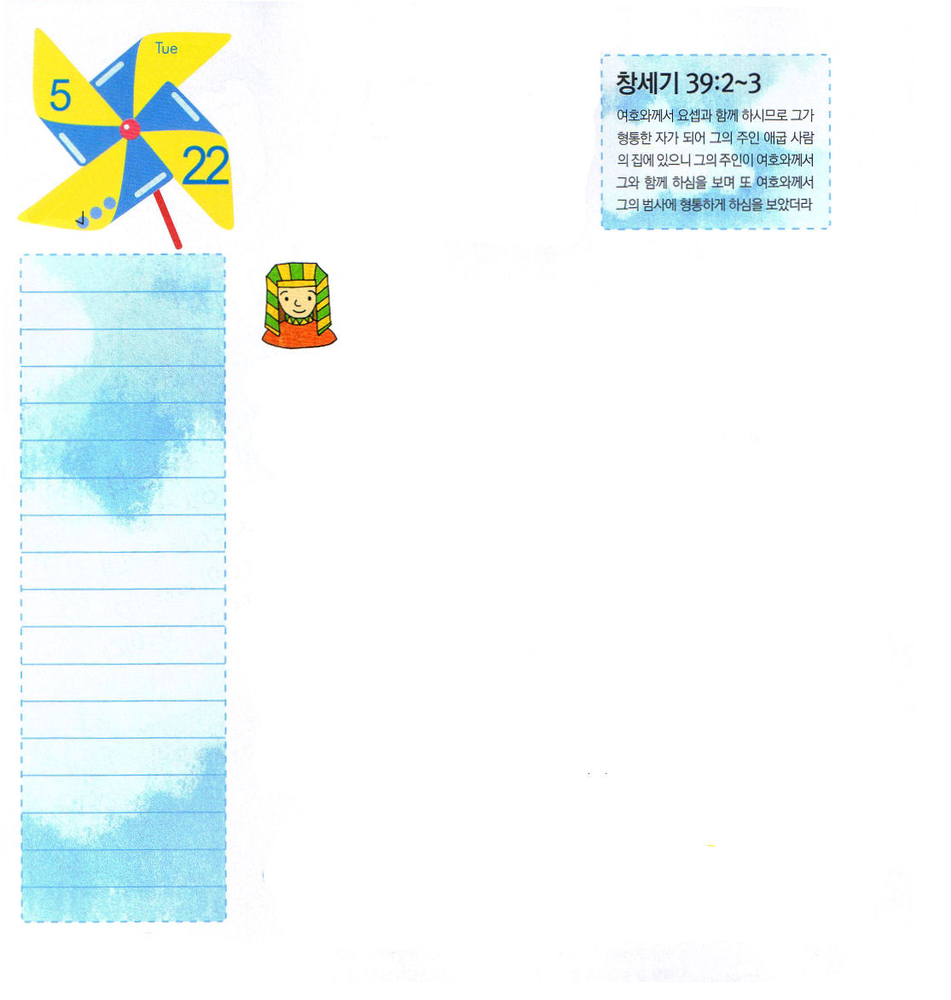 Tue
5
22
창세기 39:2~3
여호와께서 요셉과 함께 하시므로 그가
형통한 자가 되어 그의 주인 애굽 사람
의 집에 있으니 그의 주인이 여호와께서
그와 함께 하심을 보며 또 여호와께서
그의 범사에 형통하게 하심을 보았더라